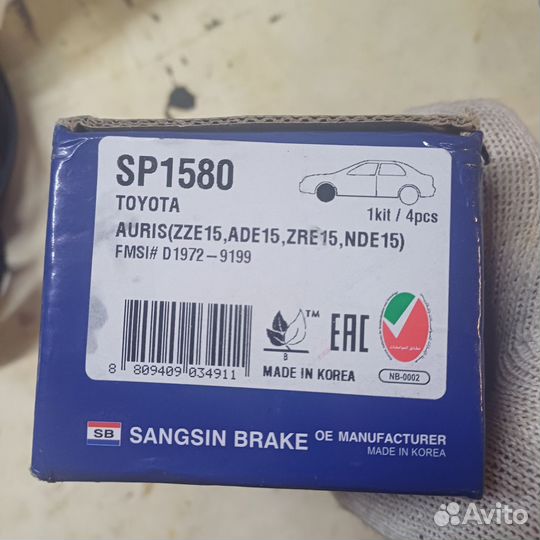 SP1580
TOYOTA
1kit / 4pcs
AURIS(ZZE15,ADE15,ZRE15,NDE15)
FMSI# D1972-9199
TM
B
EAC
8 809409 034911
MADE IN KOREA
NB-0002
SB SANGSIN BRAKE OE MANUFACTURER
MADE IN KOREA
Avito